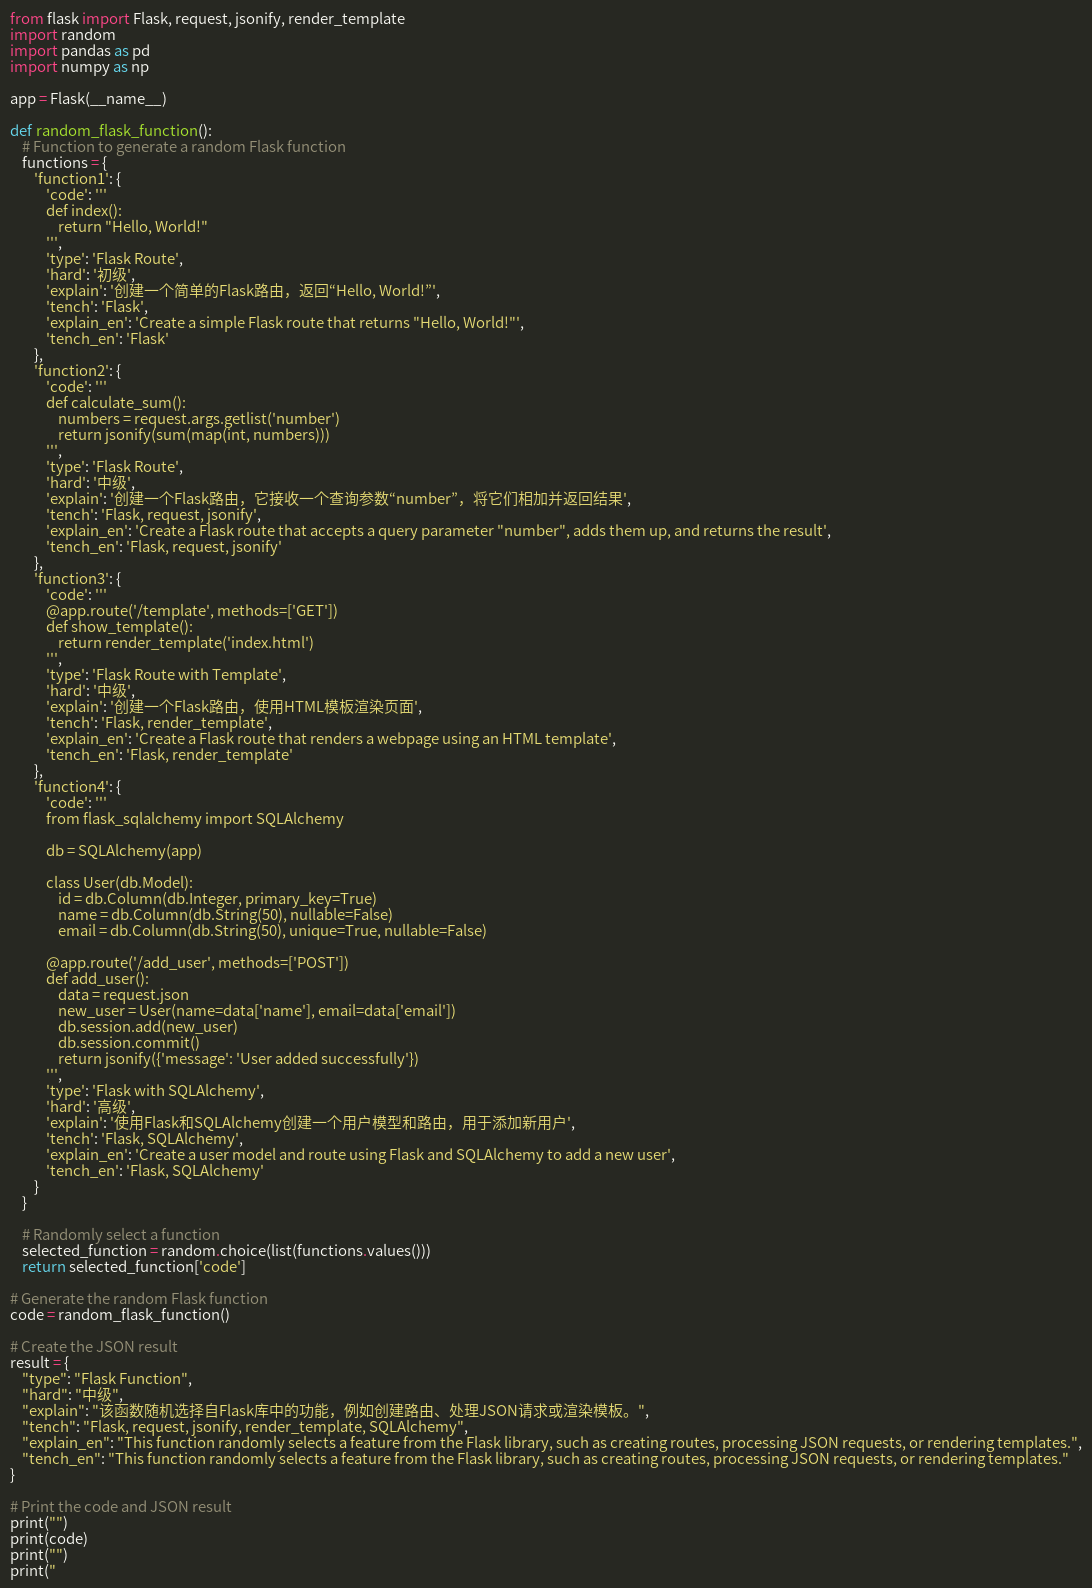 from flask import Flask, request, jsonify, render_template
import random
import pandas as pd
import numpy as np

app = Flask(__name__)

def random_flask_function():
    # Function to generate a random Flask function
    functions = {
        'function1': {
            'code': '''
            def index():
                return "Hello, World!"
            ''',
            'type': 'Flask Route',
            'hard': '初级',
            'explain': '创建一个简单的Flask路由，返回“Hello, World!”',
            'tench': 'Flask',
            'explain_en': 'Create a simple Flask route that returns "Hello, World!"',
            'tench_en': 'Flask'
        },
        'function2': {
            'code': '''
            def calculate_sum():
                numbers = request.args.getlist('number')
                return jsonify(sum(map(int, numbers)))
            ''',
            'type': 'Flask Route',
            'hard': '中级',
            'explain': '创建一个Flask路由，它接收一个查询参数“number”，将它们相加并返回结果',
            'tench': 'Flask, request, jsonify',
            'explain_en': 'Create a Flask route that accepts a query parameter "number", adds them up, and returns the result',
            'tench_en': 'Flask, request, jsonify'
        },
        'function3': {
            'code': '''
            @app.route('/template', methods=['GET'])
            def show_template():
                return render_template('index.html')
            ''',
            'type': 'Flask Route with Template',
            'hard': '中级',
            'explain': '创建一个Flask路由，使用HTML模板渲染页面',
            'tench': 'Flask, render_template',
            'explain_en': 'Create a Flask route that renders a webpage using an HTML template',
            'tench_en': 'Flask, render_template'
        },
        'function4': {
            'code': '''
            from flask_sqlalchemy import SQLAlchemy

            db = SQLAlchemy(app)

            class User(db.Model):
                id = db.Column(db.Integer, primary_key=True)
                name = db.Column(db.String(50), nullable=False)
                email = db.Column(db.String(50), unique=True, nullable=False)

            @app.route('/add_user', methods=['POST'])
            def add_user():
                data = request.json
                new_user = User(name=data['name'], email=data['email'])
                db.session.add(new_user)
                db.session.commit()
                return jsonify({'message': 'User added successfully'})
            ''',
            'type': 'Flask with SQLAlchemy',
            'hard': '高级',
            'explain': '使用Flask和SQLAlchemy创建一个用户模型和路由，用于添加新用户',
            'tench': 'Flask, SQLAlchemy',
            'explain_en': 'Create a user model and route using Flask and SQLAlchemy to add a new user',
            'tench_en': 'Flask, SQLAlchemy'
        }
    }

    # Randomly select a function
    selected_function = random.choice(list(functions.values()))
    return selected_function['code']

# Generate the random Flask function
code = random_flask_function()

# Create the JSON result
result = {
    "type": "Flask Function",
    "hard": "中级",
    "explain": "该函数随机选择自Flask库中的功能，例如创建路由、处理JSON请求或渲染模板。",
    "tench": "Flask, request, jsonify, render_template, SQLAlchemy",
    "explain_en": "This function randomly selects a feature from the Flask library, such as creating routes, processing JSON requests, or rendering templates.",
    "tench_en": "This function randomly selects a feature from the Flask library, such as creating routes, processing JSON requests, or rendering templates."
}

# Print the code and JSON result
print("")
print(code)
print("")
print("